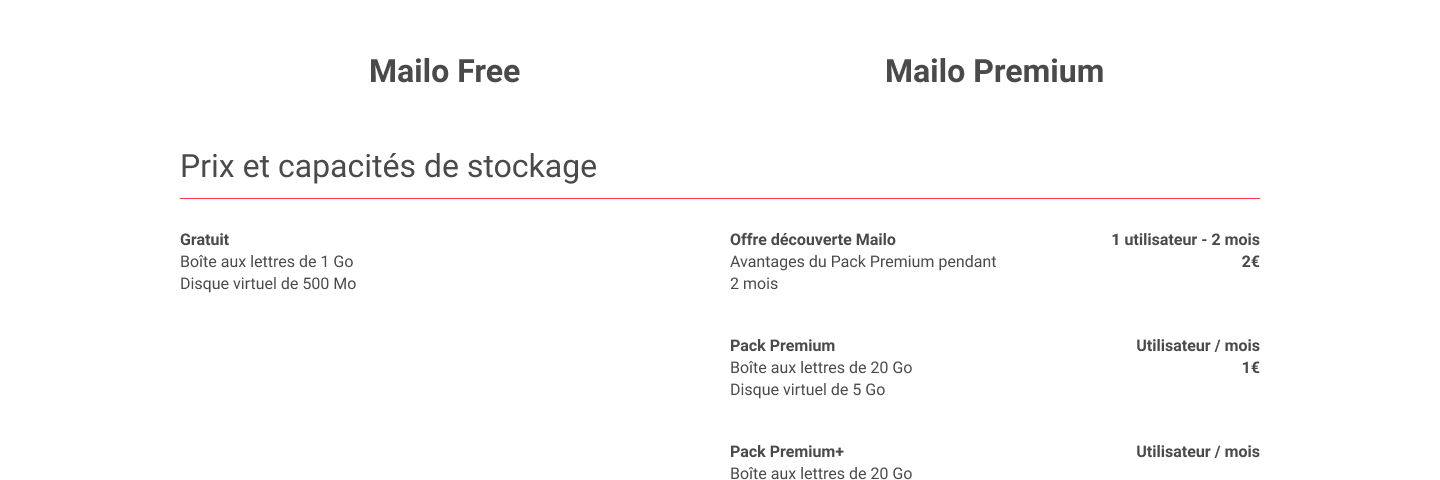 Mailo Free
Mailo Premium
Prix et capacités de stockage
Gratuit
Boîte aux lettres de 1 Go
Disque virtuel de 500 Mo
Offre découverte Mailo
1 utilisateur - 2 mois
Avantages du Pack Premium pendant
2€
2 mois
Pack Premium
Utilisateur / mois
Boîte aux lettres de 20 Go
1€
Disque virtuel de 5 Go
Pack Premium+
Utilisateur / mois
Boîte aux lettres de 20 Go